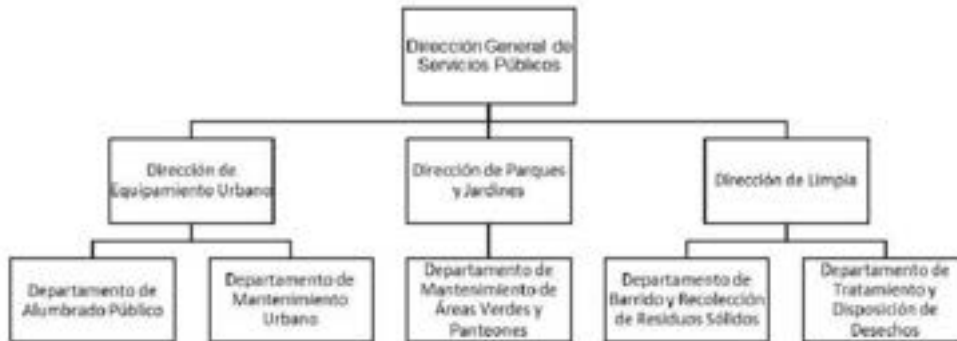 Dirección General de
Servicios Públicos
Dirección de
Equipamiento Urbano
Dirección de Parques
y Jardines
Dirección de Limpia
Departamento de
Alumbrado Público
Departamento de
Mantenimiento
Urbano
Departamento de
Mantenimiento de
Áreas Verdes y
Panteones
Departamento de
Barrido y Recolección
de Residuos Sólidos
Departamento de
Tratamiento y
Disposición de
Desechos